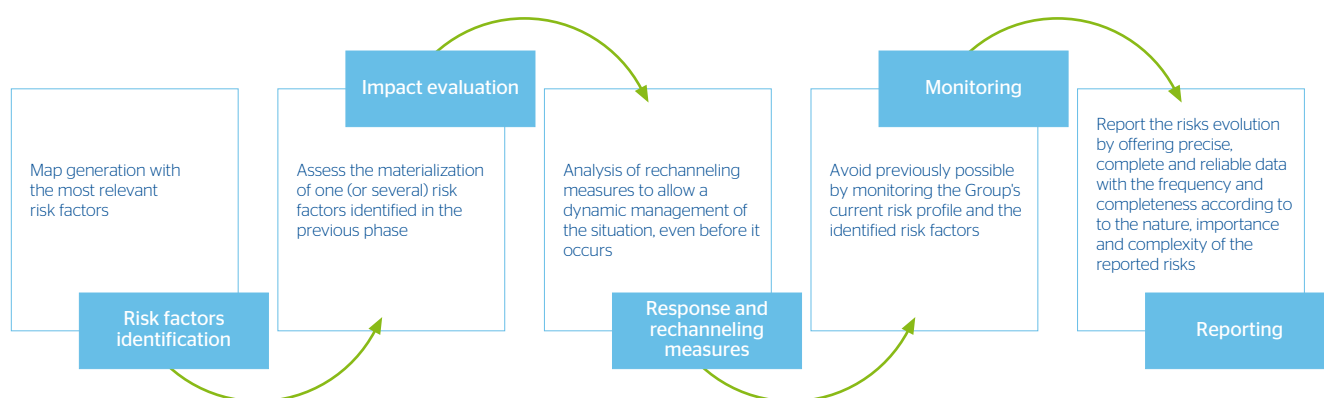 Map generation with
the most relevant
risk factors
Risk factors
identification
Impact evaluation
Assess the materialization
of one (or several) risk
factors identified in the
previous phase
Analysis of rechanneling
measures to allow a
dynamic management of
the situation, even before it
occurs
Response and
rechanneling
measures
Monitoring
Avoid previously possible
by monitoring the Group's
current risk profile and the
identified risk factors
Report the risks evolution
by offering precise,
complete and reliable data
with the frequency and
completeness according to
to the nature, importance
and complexity of the
reported risks
Reporting